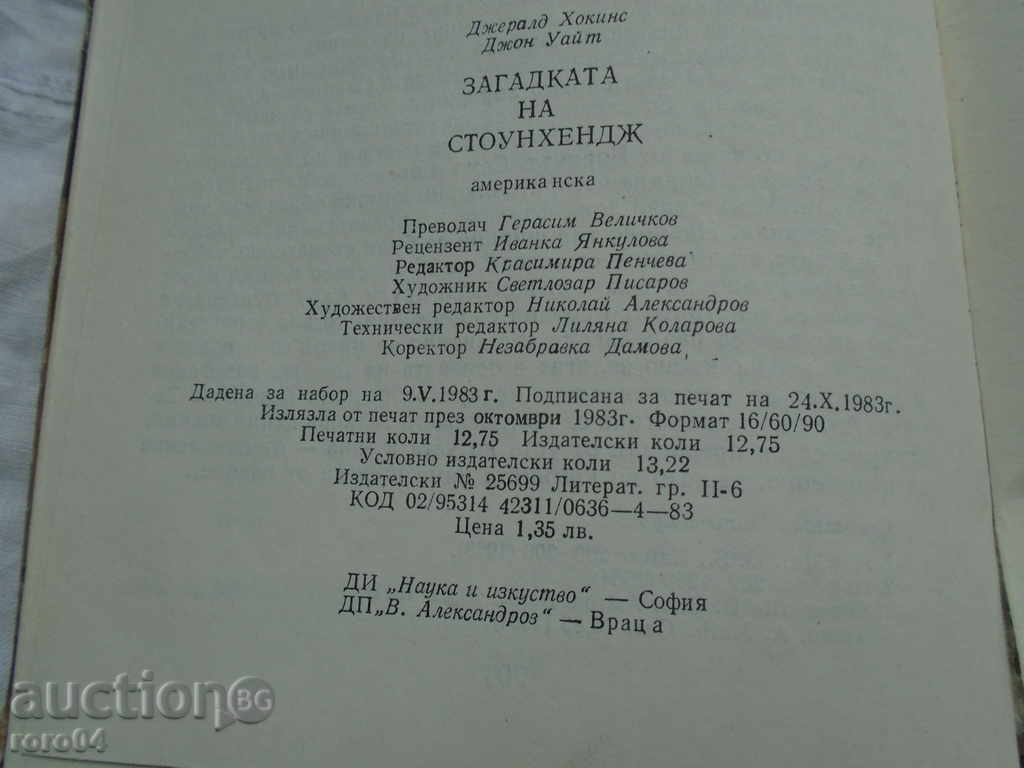 Джералд Хокинс
Джон Уайт
ЗАГАДКАТА
НА
СТОУНХЕНДЖ
американска
Преводач Герасим Величков
Рецензент Иванка Янкулова
Редактор Красимира Пенчева
Художник Светлозар Писаров
Художествен редактор Николай Александров
Технически редактор Лиляна Коларова
Коректор Незабравка Дамова
Дадена за набор на 9.V.1983 г. Подписана за печат на 24.X.1983г.
Излязла от печат през октомври 1983г. Формат 16/60/90
Печатни коли 12,75 Издателски коли 12,75
Условно издателски коли 13,22
Издателски № 25699 Литерат. гр. II-6
КОД 02/95314 42311/0636—4—83
Цена 1,35 лв.
ДИ „Наука и изкуство“ — София
ДП „В. Александроз“ — Враца
auction BG
roro04